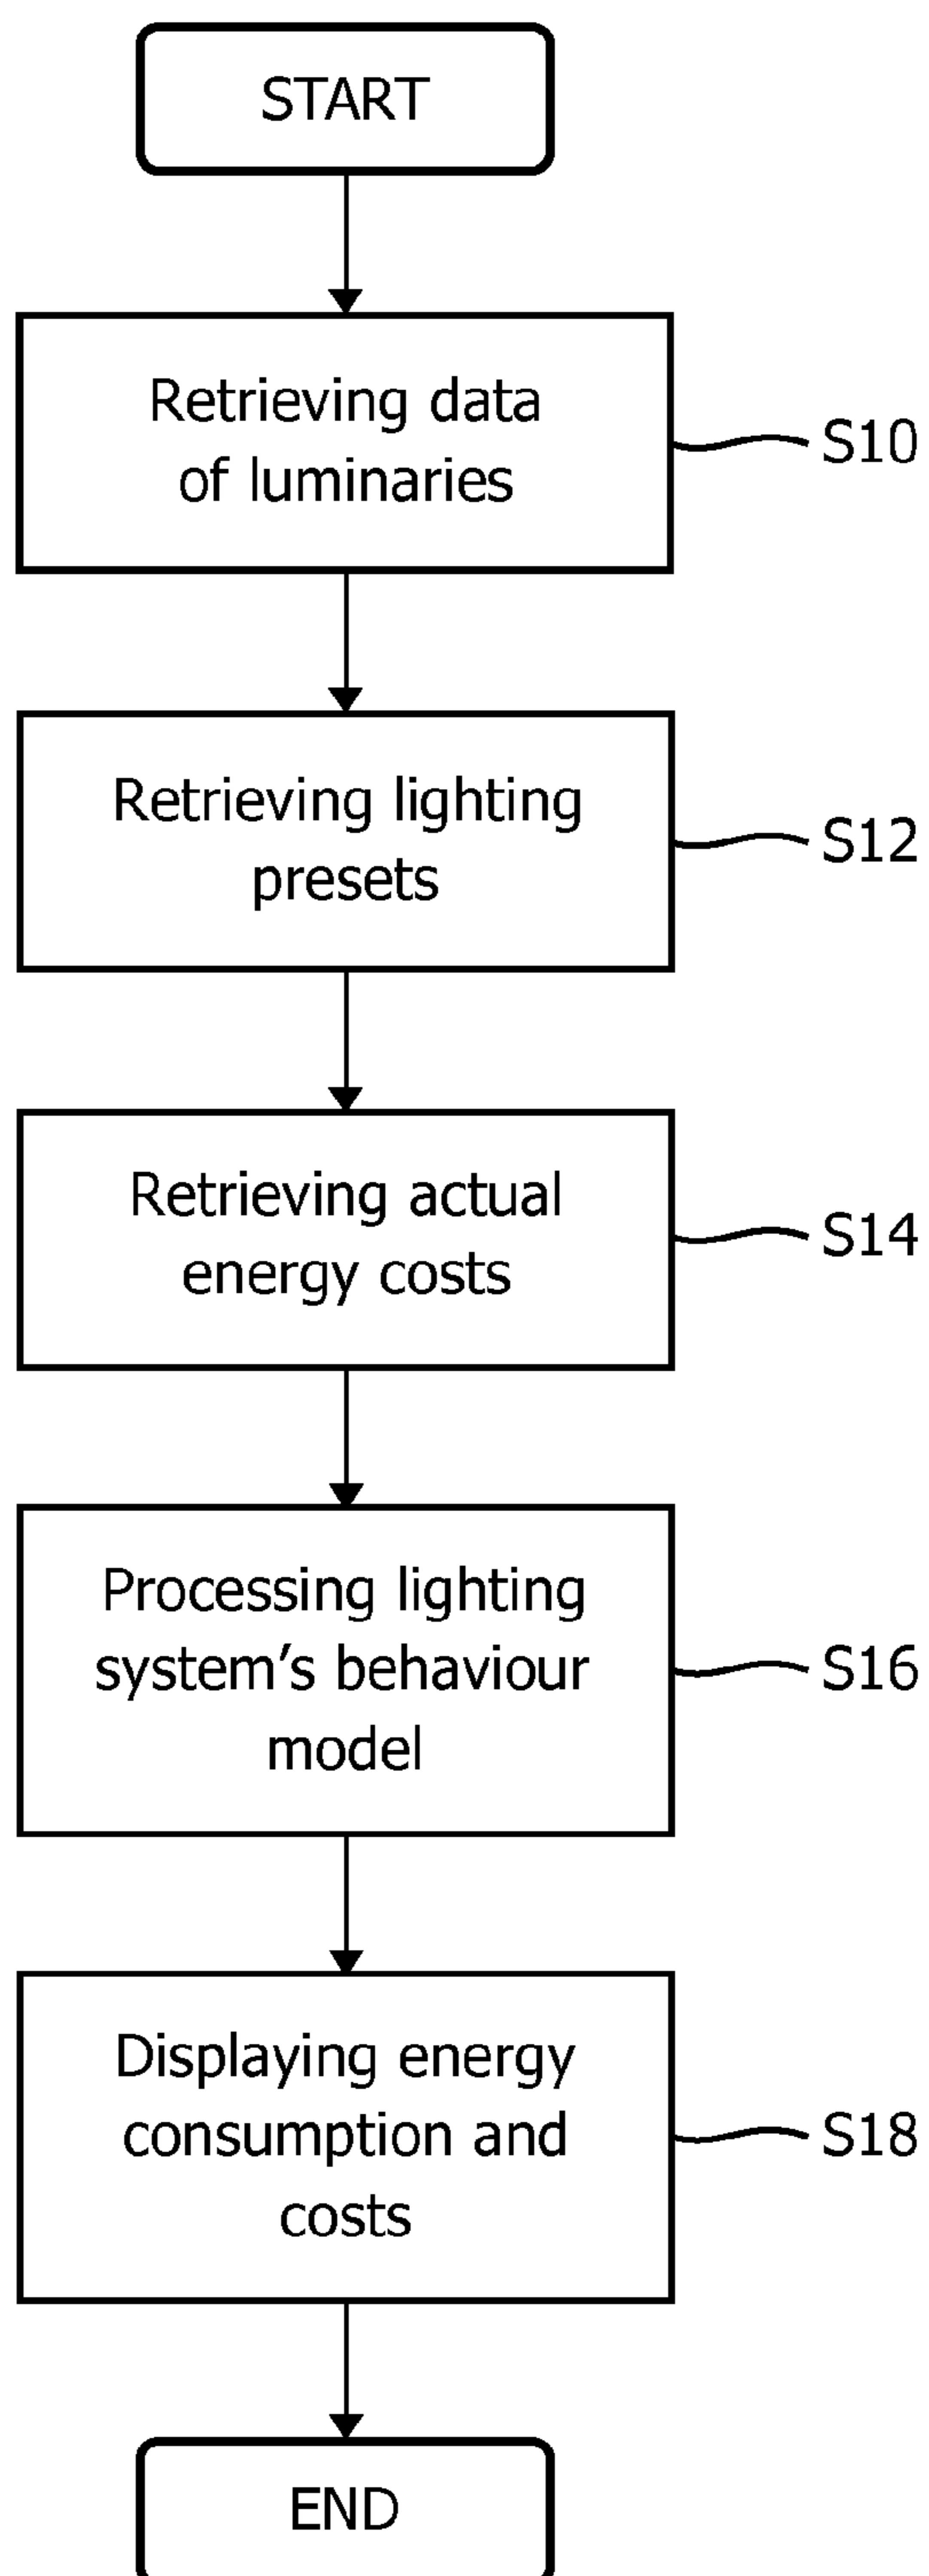 START
Retrieving data
of luminaries
S10
Retrieving lighting
presets
S12
Retrieving actual
energy costs
S14
Processing lighting
system's behaviour
model
S16
Displaying energy
consumption and
costs
S18
END